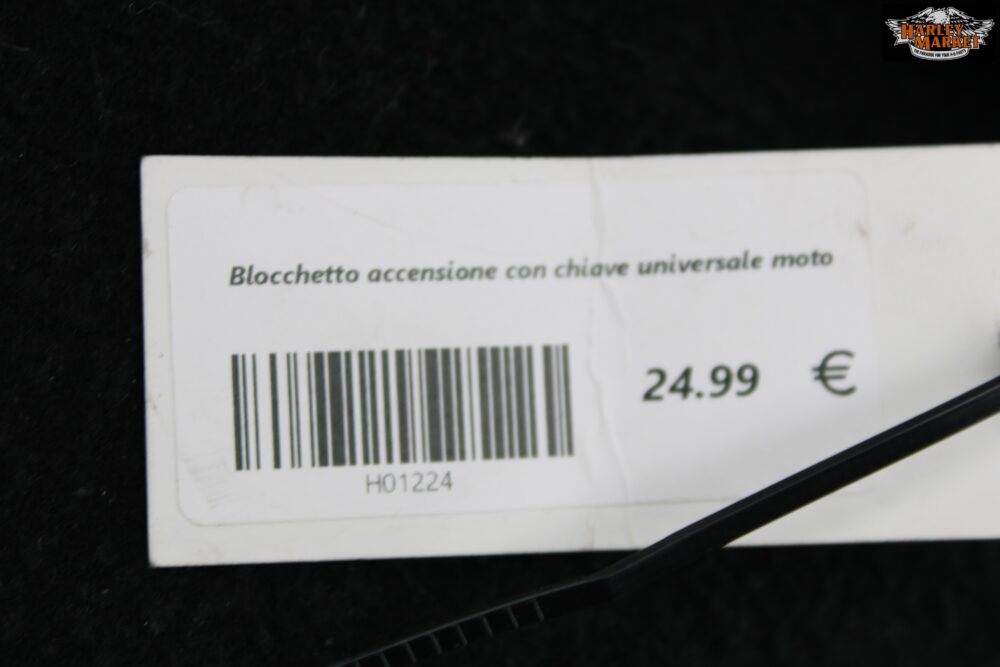 HARLEY
MARKET
Blocchetto accensione con chiave universale moto
24.99 €
H01224